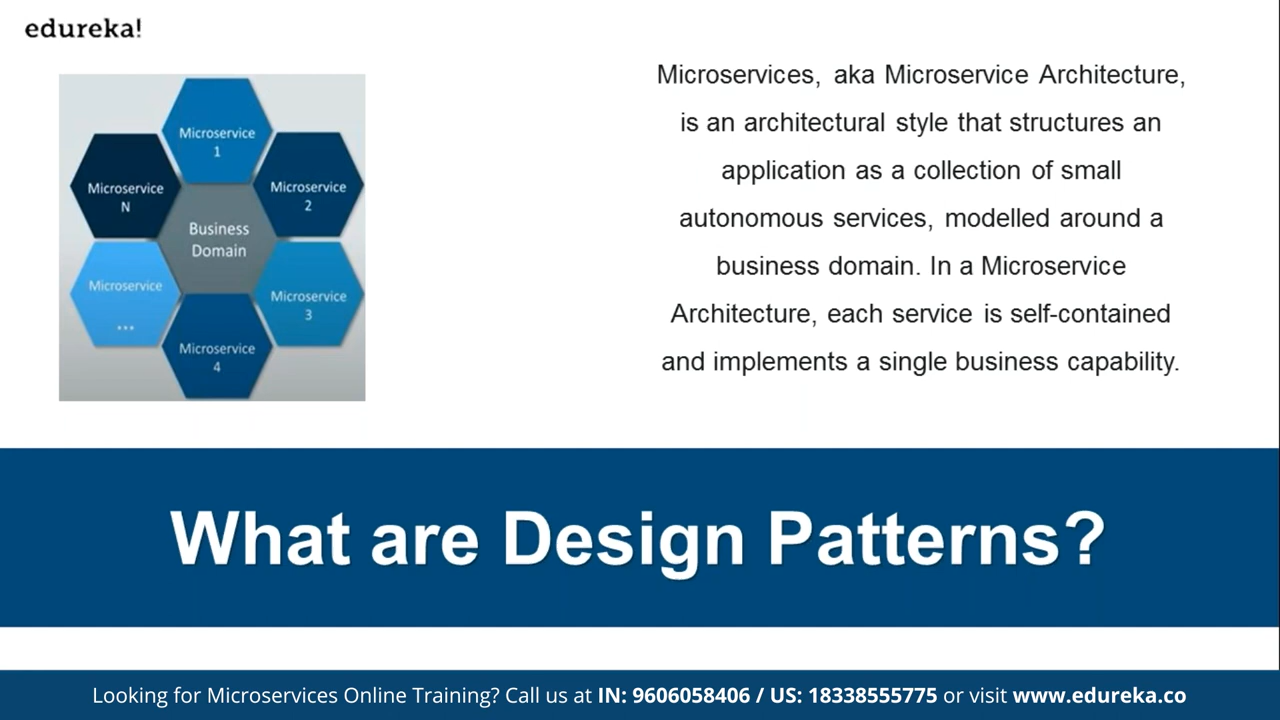 edureka!
Microservice
1
Microservice
2
Microservice
3
Microservice
4
Microservice
...
Microservice
N
Business
Domain
Microservices, aka Microservice Architecture,
is an architectural style that structures an
application as a collection of small
autonomous services, modelled around a
business domain. In a Microservice
Architecture, each service is self-contained
and implements a single business capability.
What are Design Patterns?
Looking for Microservices Online Training? Call us at IN: 9606058406 / US: 18338555775 or visit www.edureka.co